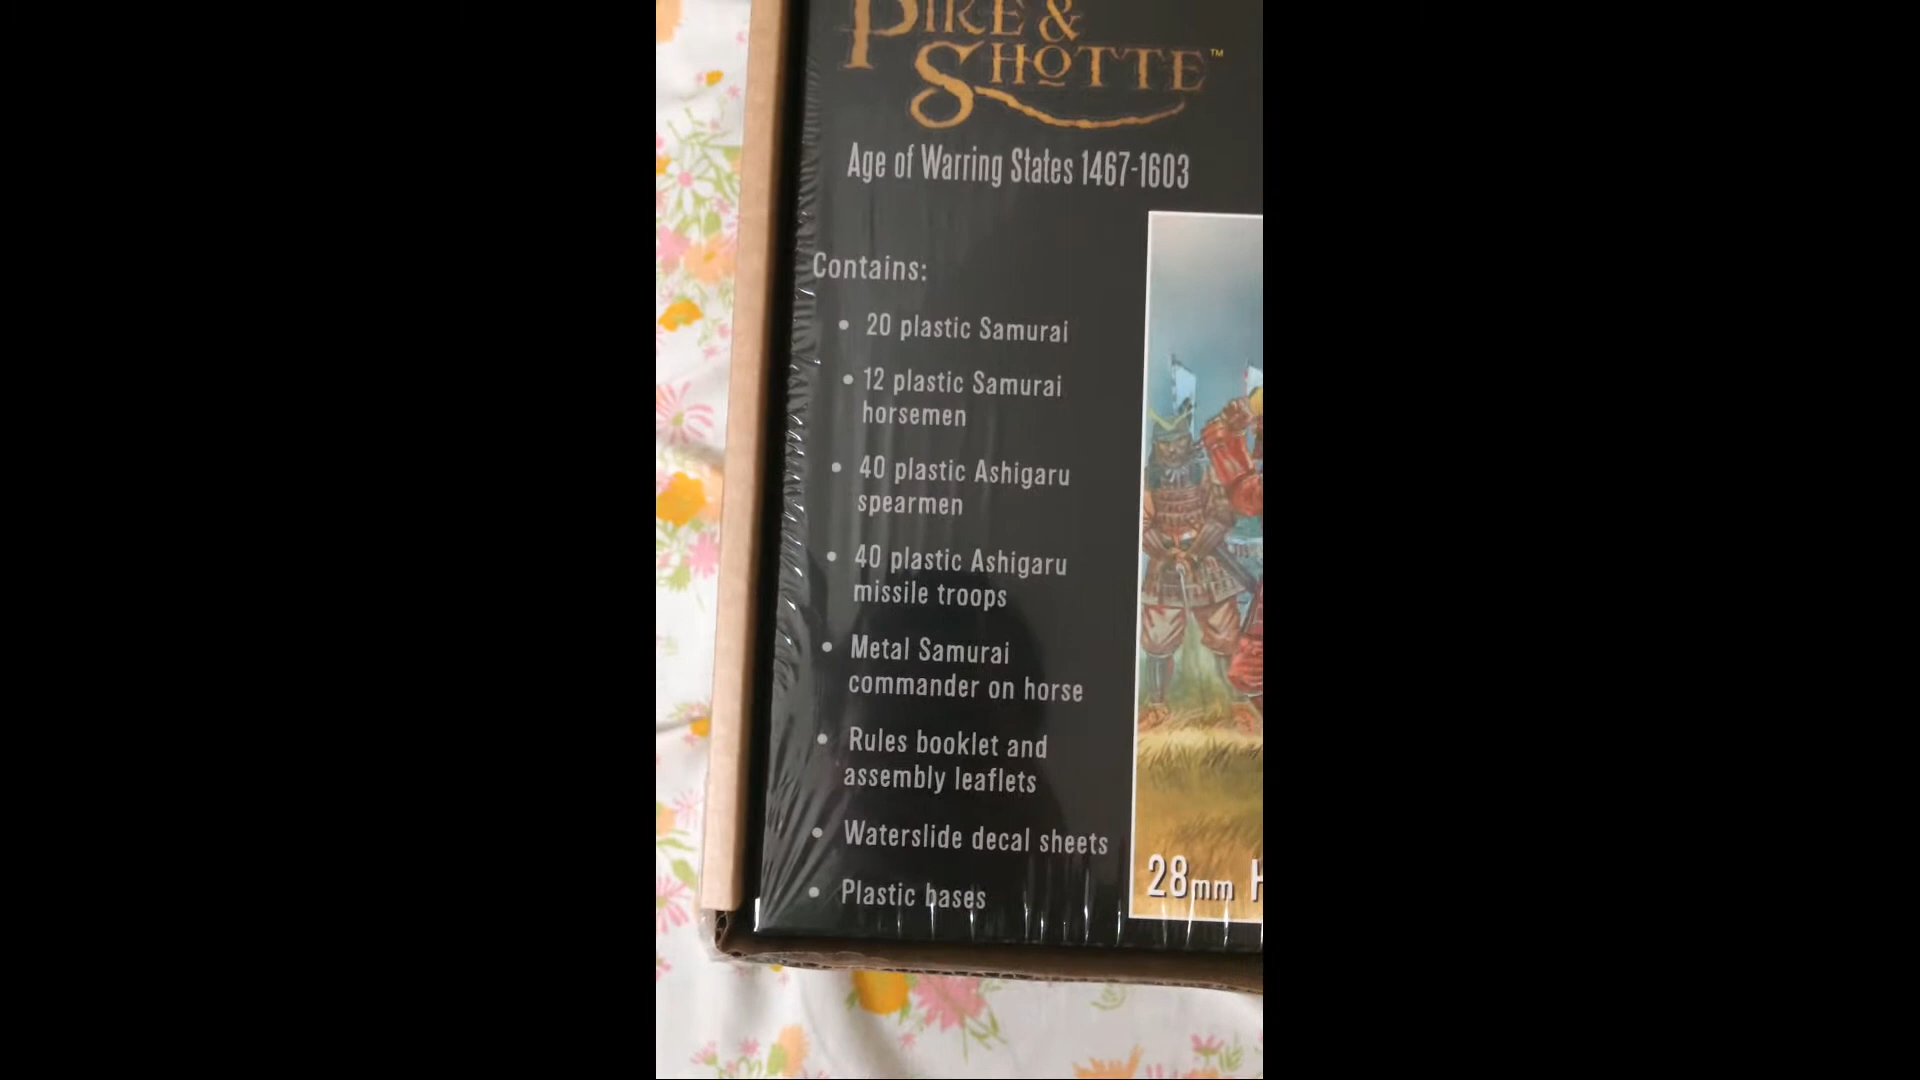 PIKE &
SHOTTE™
Age of Warring States 1467-1603
Contains:
• 20 plastic Samurai
• 12 plastic Samurai
horsemen
• 40 plastic Ashigaru
spearmen
• 40 plastic Ashigaru
missile troops
• Metal Samurai
commander on horse
• Rules booklet and
assembly leaflets
• Waterslide decal sheets
• Plastic bases
28mm